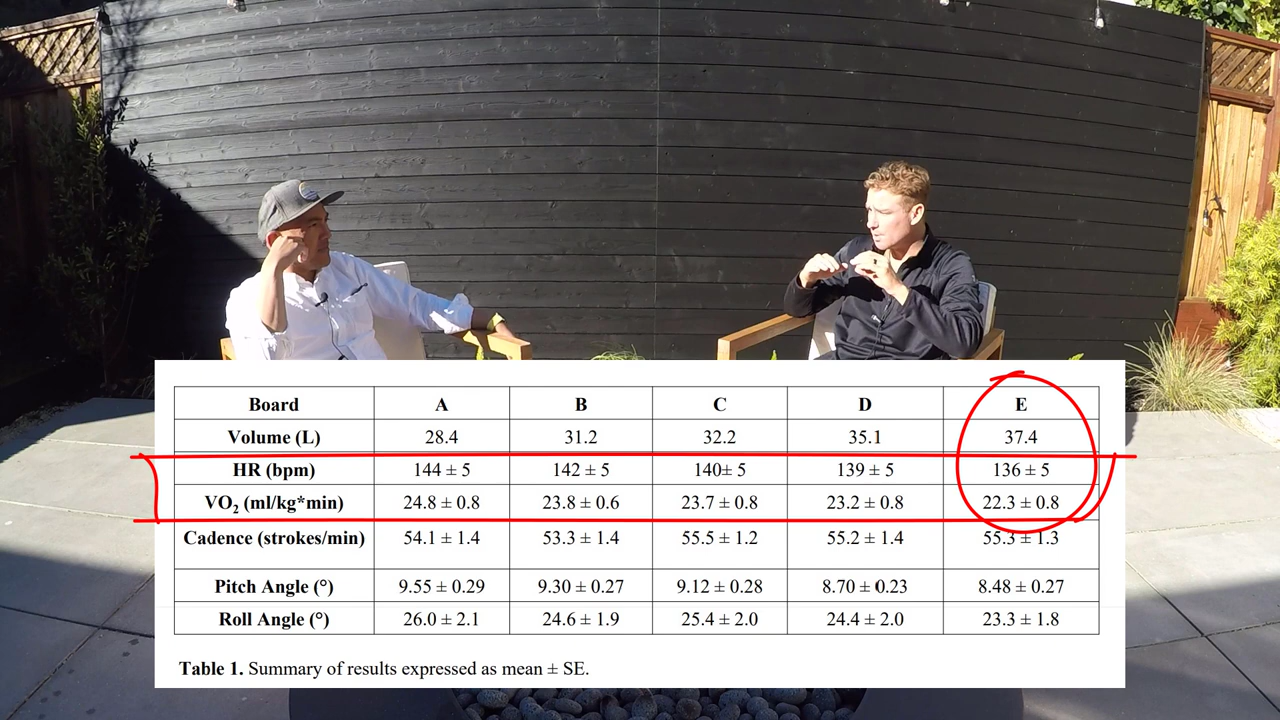 Board A B C D E
Volume (L) 28.4 31.2 32.2 35.1 37.4
HR (bpm) 144 ± 5 142 ± 5 140± 5 139 ± 5 136 ± 5
VO₂ (ml/kg*min) 24.8 ± 0.8 23.8 ± 0.6 23.7 ± 0.8 23.2 ± 0.8 22.3 ± 0.8
Cadence (strokes/min) 54.1 ± 1.4 53.3 ± 1.4 55.5 ± 1.2 55.2 ± 1.4 55.5 ± 1.3
Pitch Angle (°) 9.55 ± 0.29 9.30 ± 0.27 9.12 ± 0.28 8.70 ± 0.23 8.48 ± 0.27
Roll Angle (°) 26.0 ± 2.1 24.6 ± 1.9 25.4 ± 2.0 24.4 ± 2.0 23.3 ± 1.8
Table 1. Summary of results expressed as mean ± SE.